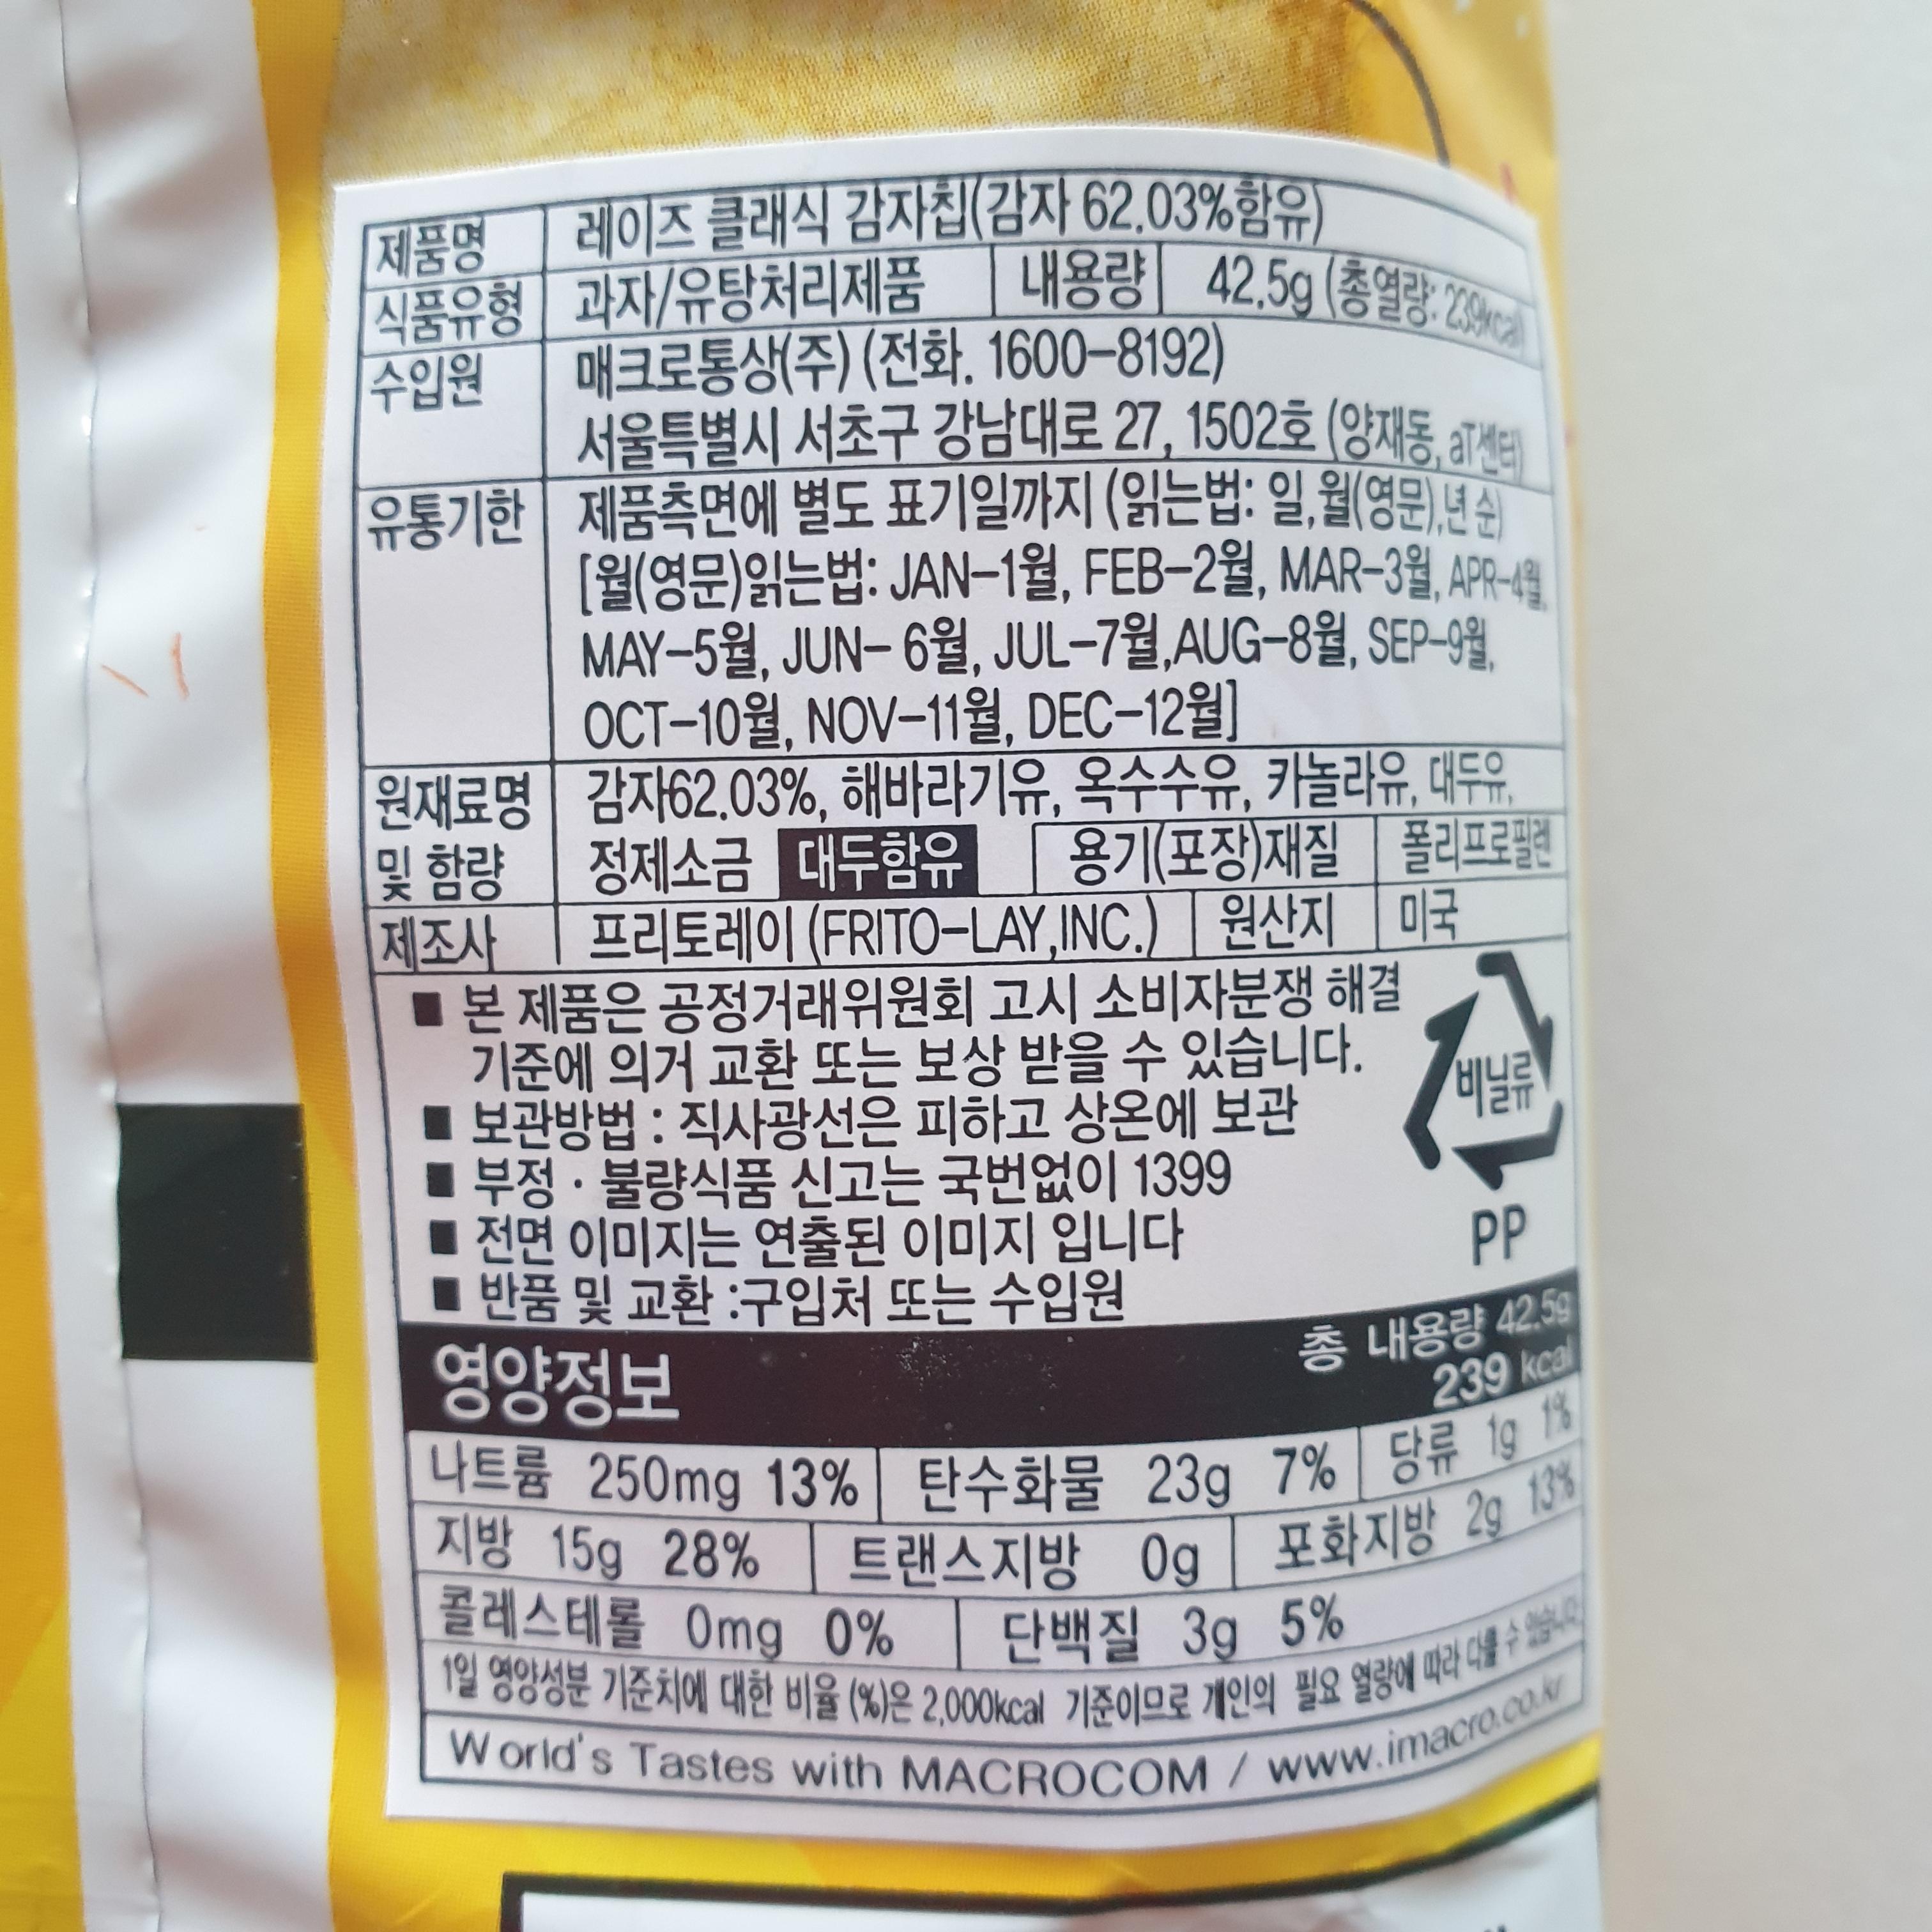 제품명 레이즈 클래식 감자칩(감자 62.03%함유)
식품유형 과자/유탕처리제품 내용량 42.5g (총열량: 239kcal)
수입원 매크로통상(주) (전화. 1600-8192)
서울특별시 서초구 강남대로 27, 1502호 (양재동, aT센터)
유통기한 제품측면에 별도 표기일까지 (읽는법: 일,월(영문),년 순)
[월(영문)읽는법: JAN-1월, FEB-2월, MAR-3월, APR-4월,
MAY-5월, JUN- 6월, JUL-7월,AUG-8월, SEP-9월,
OCT-10월, NOV-11월, DEC-12월]
원재료명 감자62.03%, 해바라기유, 옥수수유, 카놀라유, 대두유,
및 함량 정제소금 대두함유 용기(포장)재질 폴리프로필렌
제조사 프리토레이 (FRITO-LAY,INC.) 원산지 미국
■ 본 제품은 공정거래위원회 고시 소비자분쟁 해결
기준에 의거 교환 또는 보상 받을 수 있습니다.
비닐류
■ 보관방법 : 직사광선은 피하고 상온에 보관
■ 부정 · 불량식품 신고는 국번없이 1399
PP
■ 전면 이미지는 연출된 이미지 입니다
■ 반품 및 교환 :구입처 또는 수입원
영양정보 총 내용량 42.5g
239 kcal
나트륨 250mg 13% 탄수화물 23g 7% 당류 1g 1%
지방 15g 28% 트랜스지방 0g 포화지방 2g 13%
콜레스테롤 0mg 0% 단백질 3g 5%
1일 영양성분 기준치에 대한 비율 (%)은 2,000kcal 기준이므로 개인의 필요 열량에 따라 다를 수 있습니다
World's Tastes with MACROCOM / www.imacro.co.kr